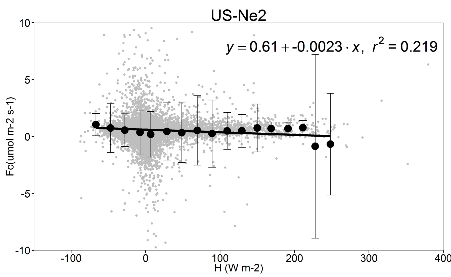 US-Ne2
y = 0.61 + -0.0023 · x, r² = 0.219
10
5
0
-5
-10
Fc(umol m-2 s-1)
-100 0 100 200 300 400
H (W m-2)